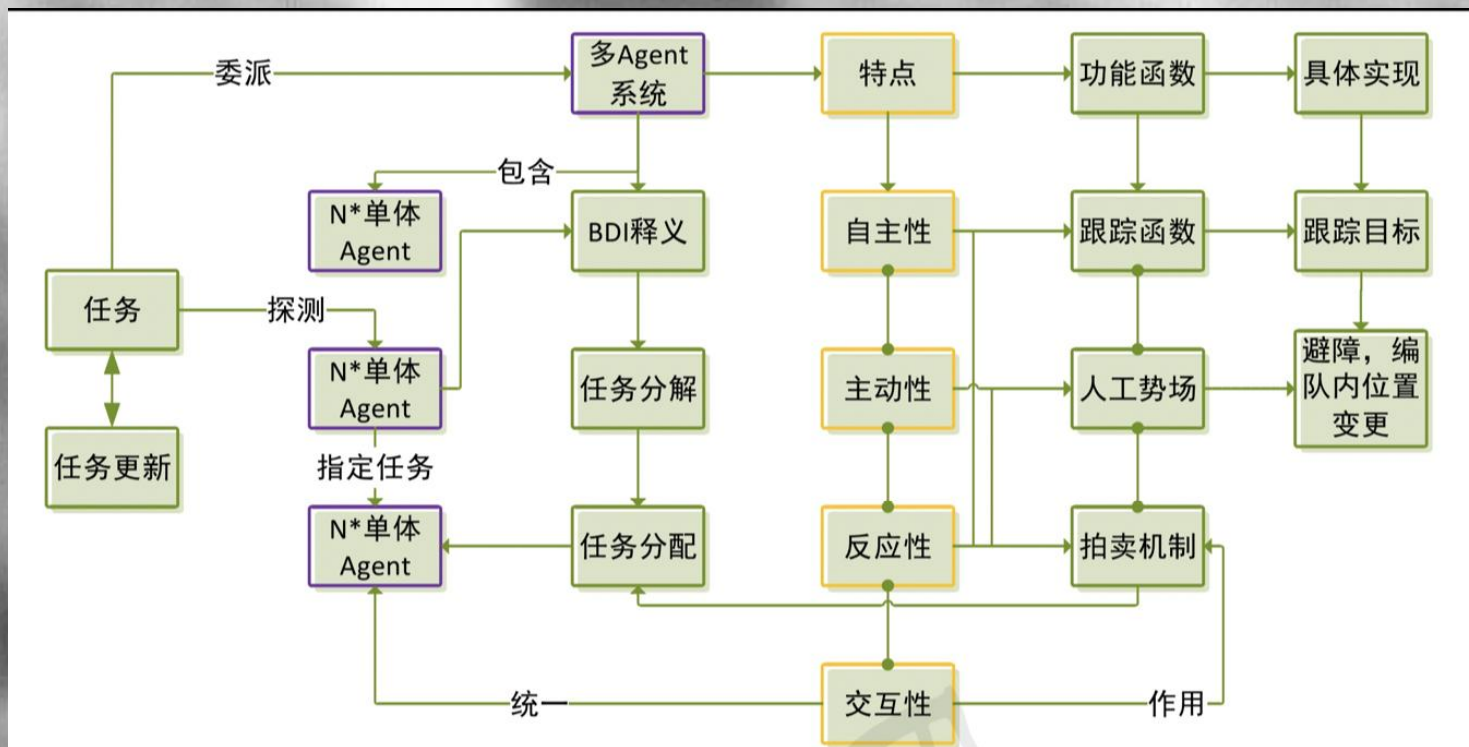 委派
多Agent
系统
特点
功能函数
具体实现
包含
N*单体
Agent
BDI释义
自主性
跟踪函数
跟踪目标
任务
探测
N*单体
Agent
任务分解
主动性
人工势场
避障，编
队内位置
变更
任务更新
指定任务
N*单体
Agent
任务分配
反应性
拍卖机制
统一
交互性
作用